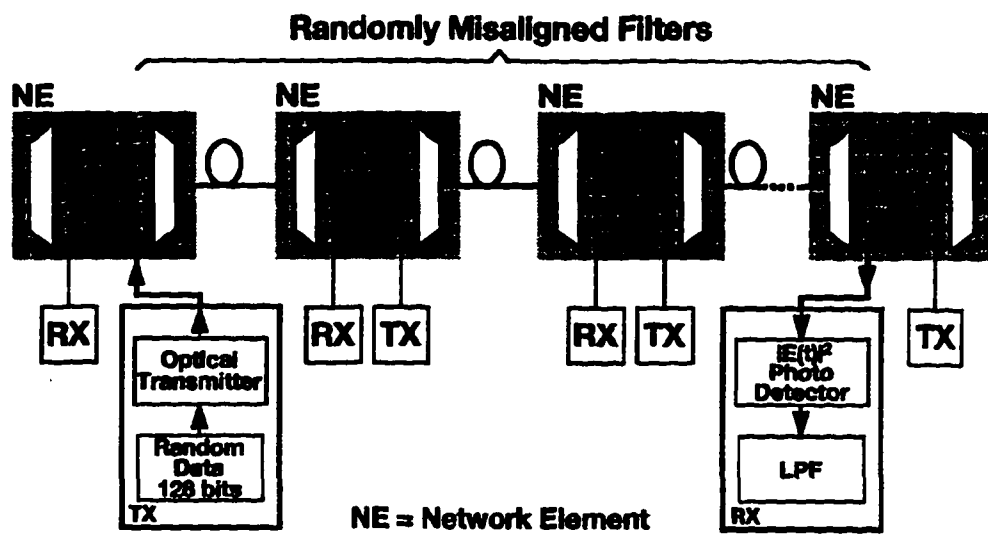 Randomly Misaligned Filters
NE
NE
NE
NE
RX
RX
TX
RX
TX
TX
Optical
Transmitter
Random
Data
128 bits
TX
|E(t)|²
Photo
Detector
LPF
RX
NE = Network Element